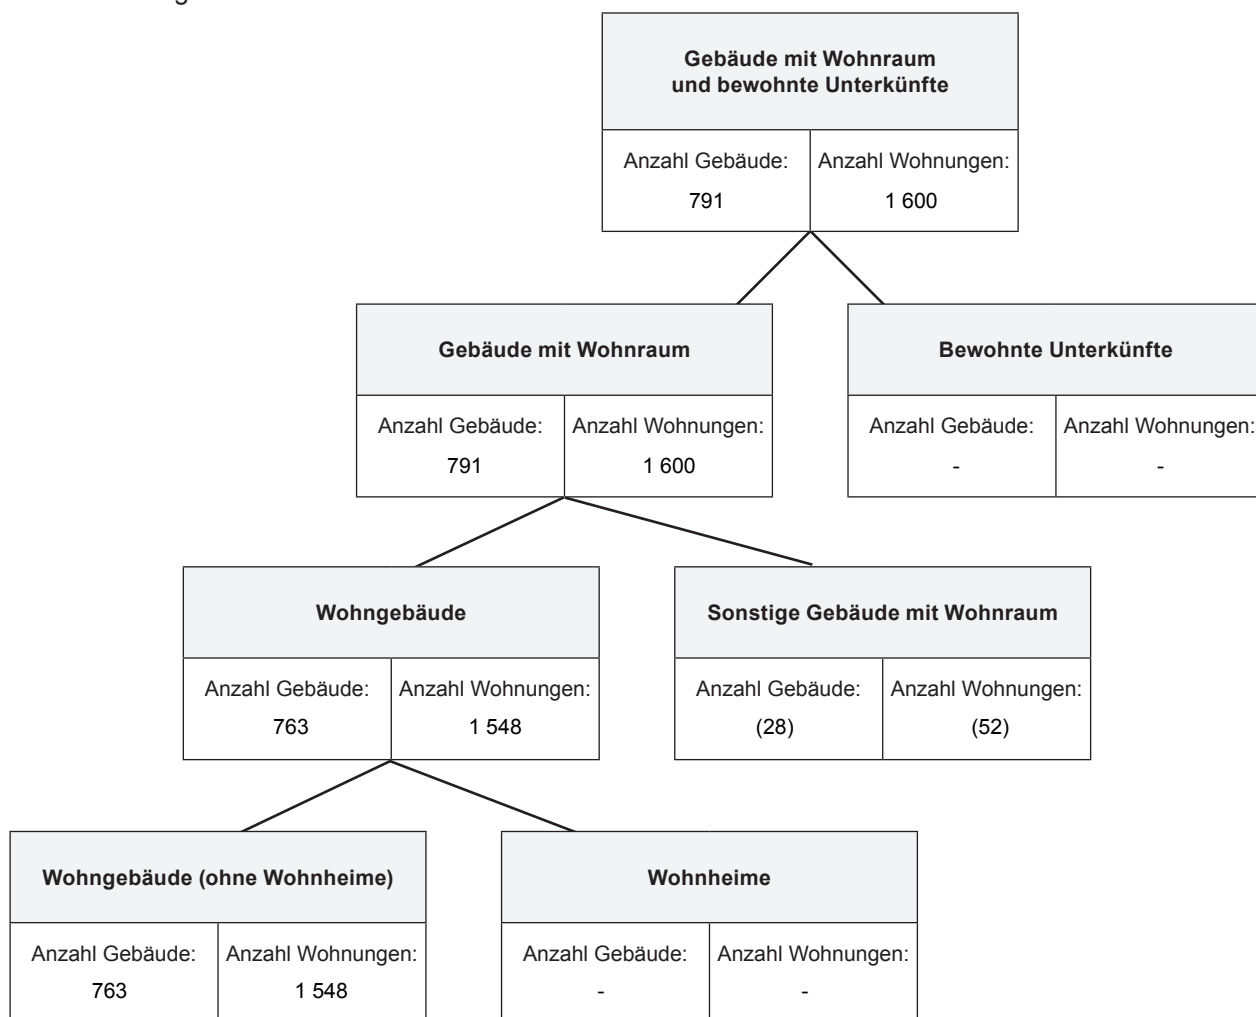 Gebäude mit Wohnraum
und bewohnte Unterkünfte
Anzahl Gebäude: Anzahl Wohnungen:
791 1 600
Gebäude mit Wohnraum
Anzahl Gebäude: Anzahl Wohnungen:
791 1 600
Bewohnte Unterkünfte
Anzahl Gebäude: Anzahl Wohnungen:
- -
Wohngebäude
Anzahl Gebäude: Anzahl Wohnungen:
763 1 548
Sonstige Gebäude mit Wohnraum
Anzahl Gebäude: Anzahl Wohnungen:
(28) (52)
Wohngebäude (ohne Wohnheime)
Anzahl Gebäude: Anzahl Wohnungen:
763 1 548
Wohnheime
Anzahl Gebäude: Anzahl Wohnungen:
- -